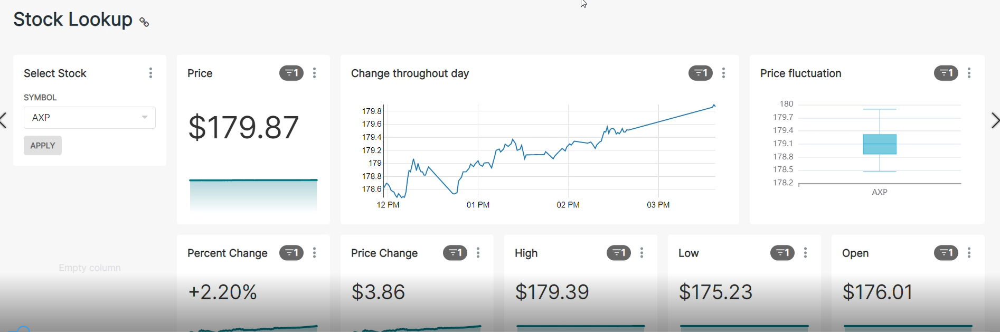 Stock Lookup
Select Stock
SYMBOL
AXP
APPLY
Price
1
$179.87
Change throughout day
1
179.8
179.6
179.4
179.2
179
178.8
178.6
12 PM
01 PM
02 PM
03 PM
Price fluctuation
1
180
179.7
179.4
179.1
178.8
178.5
178.2
AXP
Empty column
Percent Change
1
+2.20%
Price Change
1
$3.86
High
1
$179.39
Low
1
$175.23
Open
1
$176.01